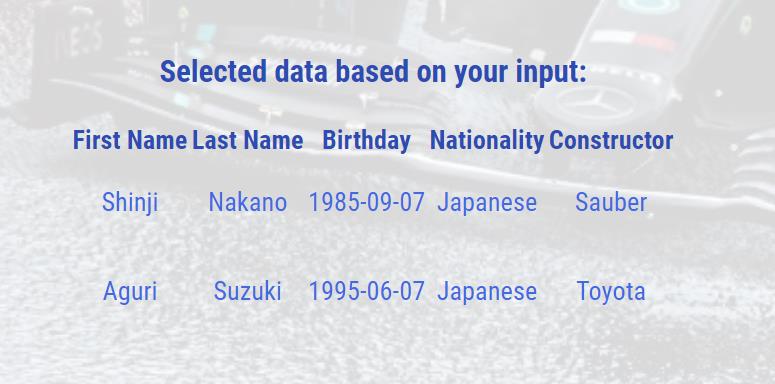 PETRONAS
Selected data based on your input:
First Name Last Name Birthday Nationality Constructor
Shinji Nakano 1985-09-07 Japanese Sauber
Aguri Suzuki 1995-06-07 Japanese Toyota